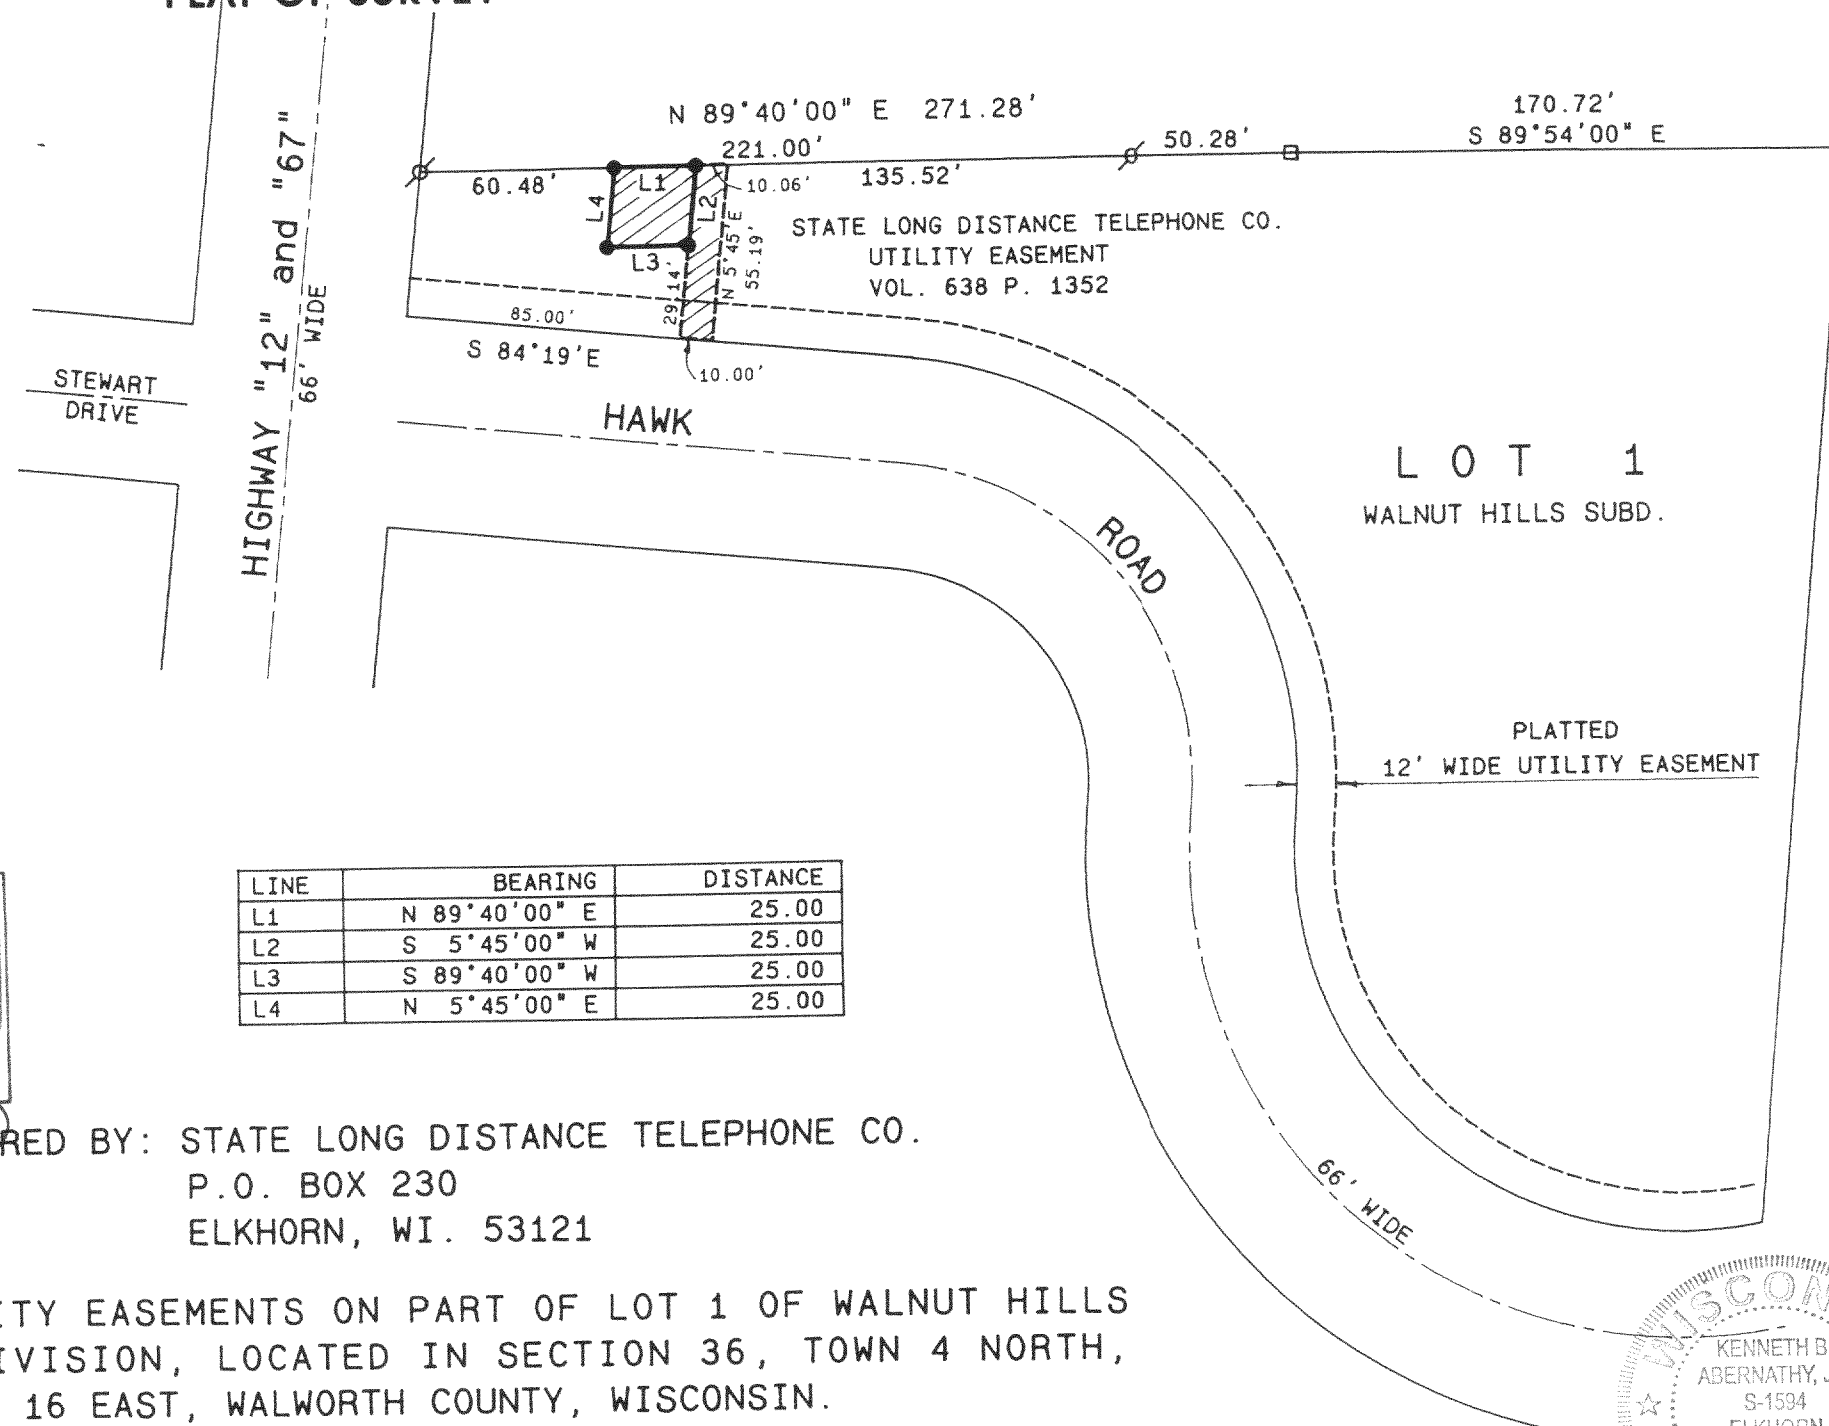 N 89°40'00" E 271.28'
221.00'
60.48'
10.06'
135.52'
50.28'
170.72'
S 89°54'00" E
L1
L2
L3
L4
N 5°45'E
55.19'
29.14
STATE LONG DISTANCE TELEPHONE CO.
UTILITY EASEMENT
VOL. 638 P. 1352
85.00'
S 84°19'E
10.00'
HIGHWAY "12" and "67"
66' WIDE
STEWART
DRIVE
HAWK
ROAD
LOT 1
WALNUT HILLS SUBD.
PLATTED
12' WIDE UTILITY EASEMENT
66' WIDE
LINE BEARING DISTANCE
L1 N 89°40'00" E 25.00
L2 S 5°45'00" W 25.00
L3 S 89°40'00" W 25.00
L4 N 5°45'00" E 25.00
RED BY: STATE LONG DISTANCE TELEPHONE CO.
P.O. BOX 230
ELKHORN, WI. 53121
ITY EASEMENTS ON PART OF LOT 1 OF WALNUT HILLS
IVISION, LOCATED IN SECTION 36, TOWN 4 NORTH,
16 EAST, WALWORTH COUNTY, WISCONSIN.
WISCON
KENNETH B
ABERNATHY, J
S-1594